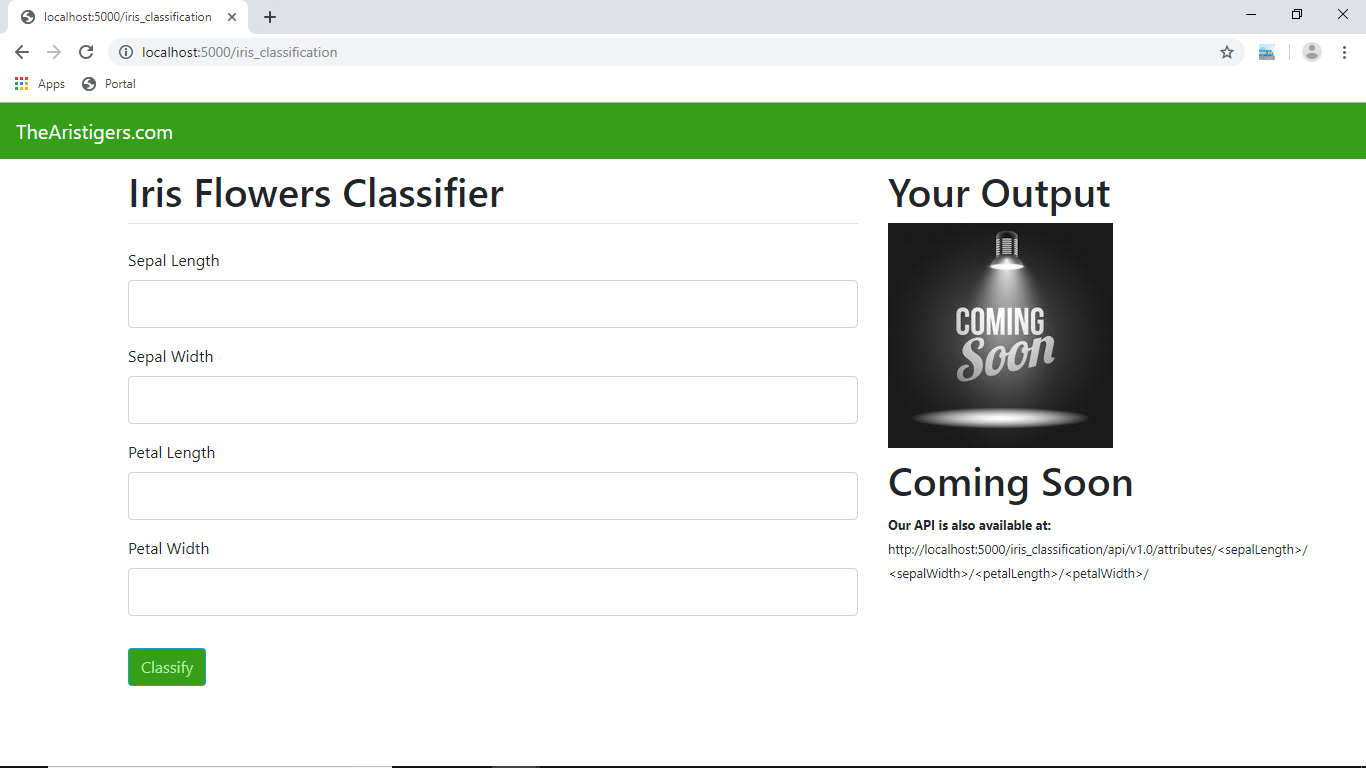 localhost:5000/iris_classification
localhost:5000/iris_classification
Apps
Portal
TheAristigers.com
Iris Flowers Classifier
Sepal Length
Sepal Width
Petal Length
Petal Width
Classify
Your Output
COMING
Soon
Coming Soon
Our API is also available at:
http://localhost:5000/iris_classification/api/v1.0/attributes/<sepalLength>/
<sepalWidth>/<petalLength>/<petalWidth>/